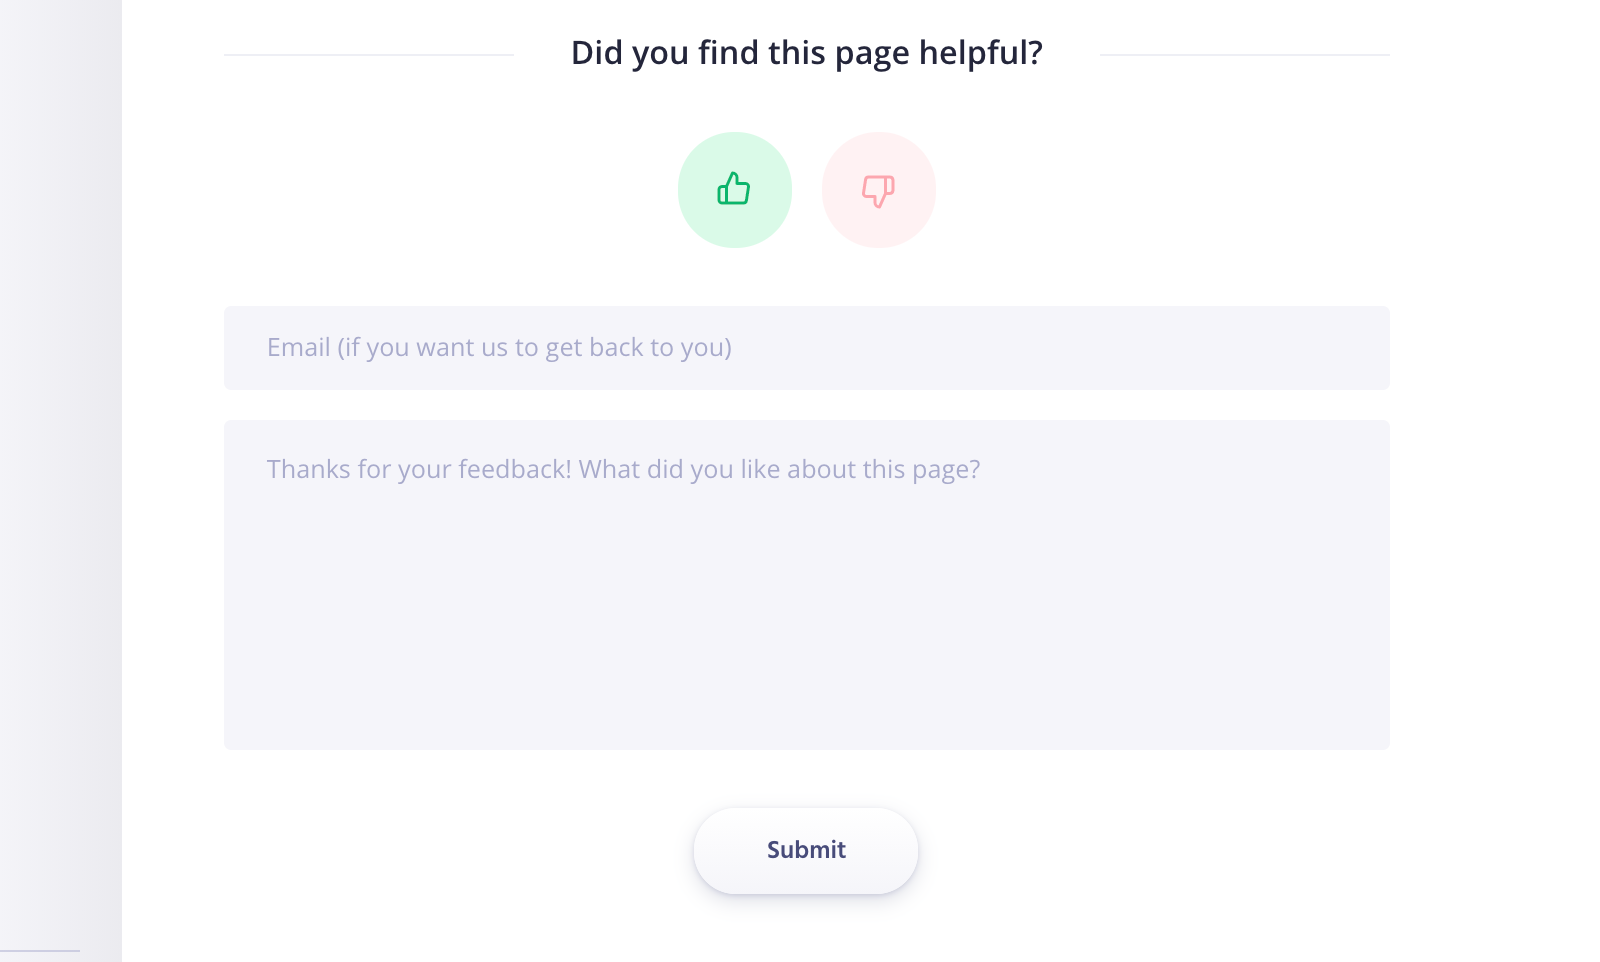 Did you find this page helpful?
Email (if you want us to get back to you)
Thanks for your feedback! What did you like about this page?
Submit